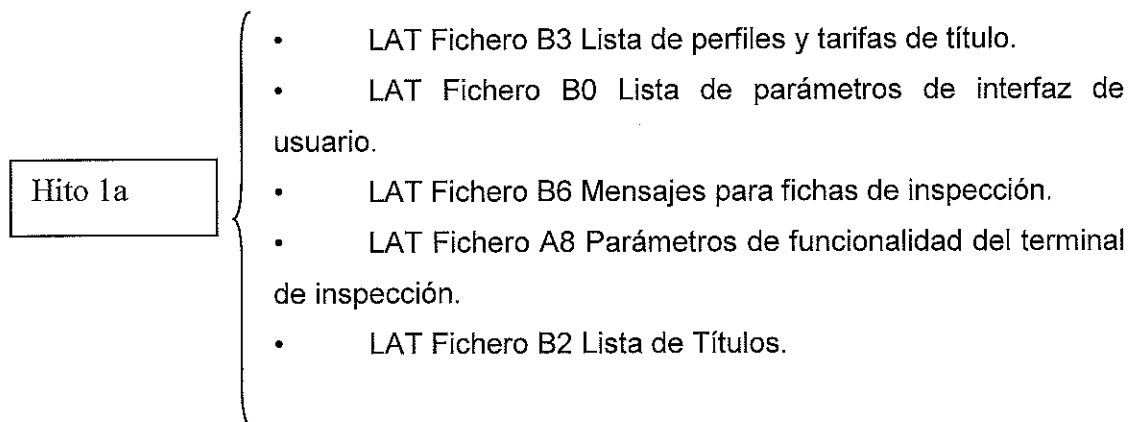 • LAT Fichero B3 Lista de perfiles y tarifas de título.
• LAT Fichero B0 Lista de parámetros de interfaz de
usuario.
Hito 1a
• LAT Fichero B6 Mensajes para fichas de inspección.
• LAT Fichero A8 Parámetros de funcionalidad del terminal
de inspección.
• LAT Fichero B2 Lista de Títulos.